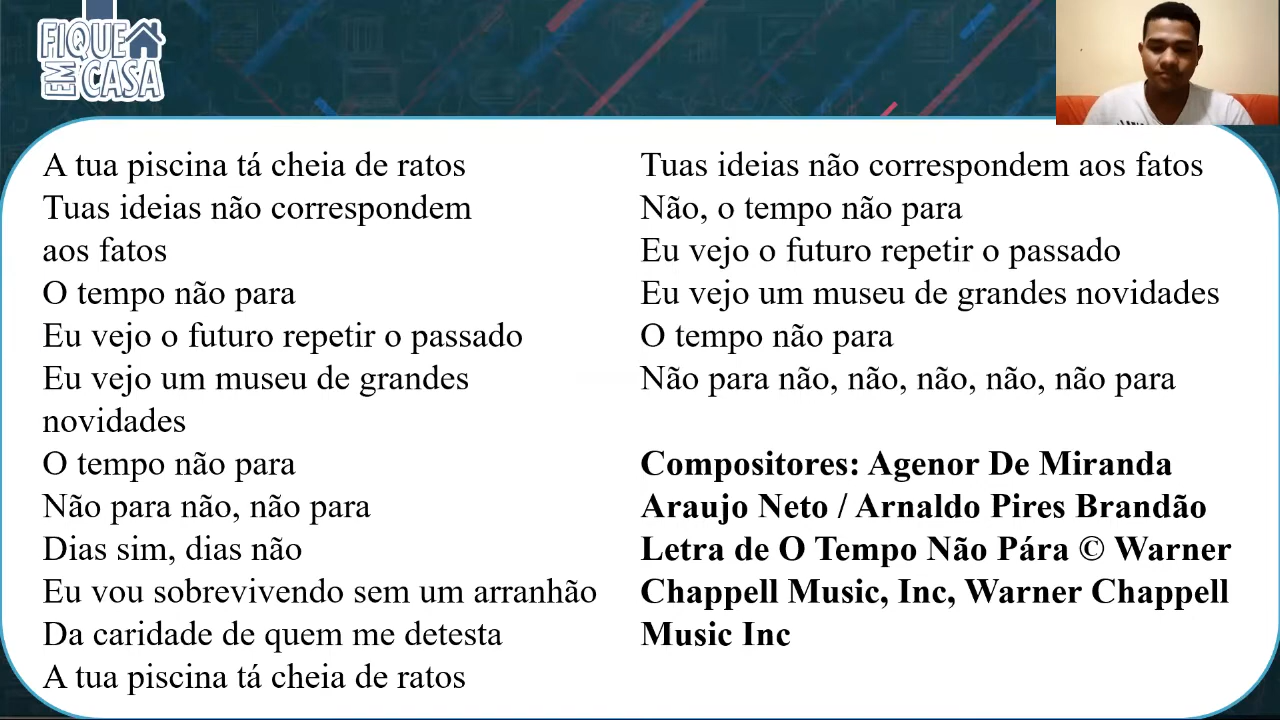 FIQUE
EM CASA
A tua piscina tá cheia de ratos
Tuas ideias não correspondem
aos fatos
O tempo não para
Eu vejo o futuro repetir o passado
Eu vejo um museu de grandes
novidades
O tempo não para
Não para não, não para
Dias sim, dias não
Eu vou sobrevivendo sem um arranhão
Da caridade de quem me detesta
A tua piscina tá cheia de ratos
Tuas ideias não correspondem aos fatos
Não, o tempo não para
Eu vejo o futuro repetir o passado
Eu vejo um museu de grandes novidades
O tempo não para
Não para não, não, não, não, não para
Compositores: Agenor De Miranda
Araujo Neto / Arnaldo Pires Brandão
Letra de O Tempo Não Pára © Warner
Chappell Music, Inc, Warner Chappell
Music Inc